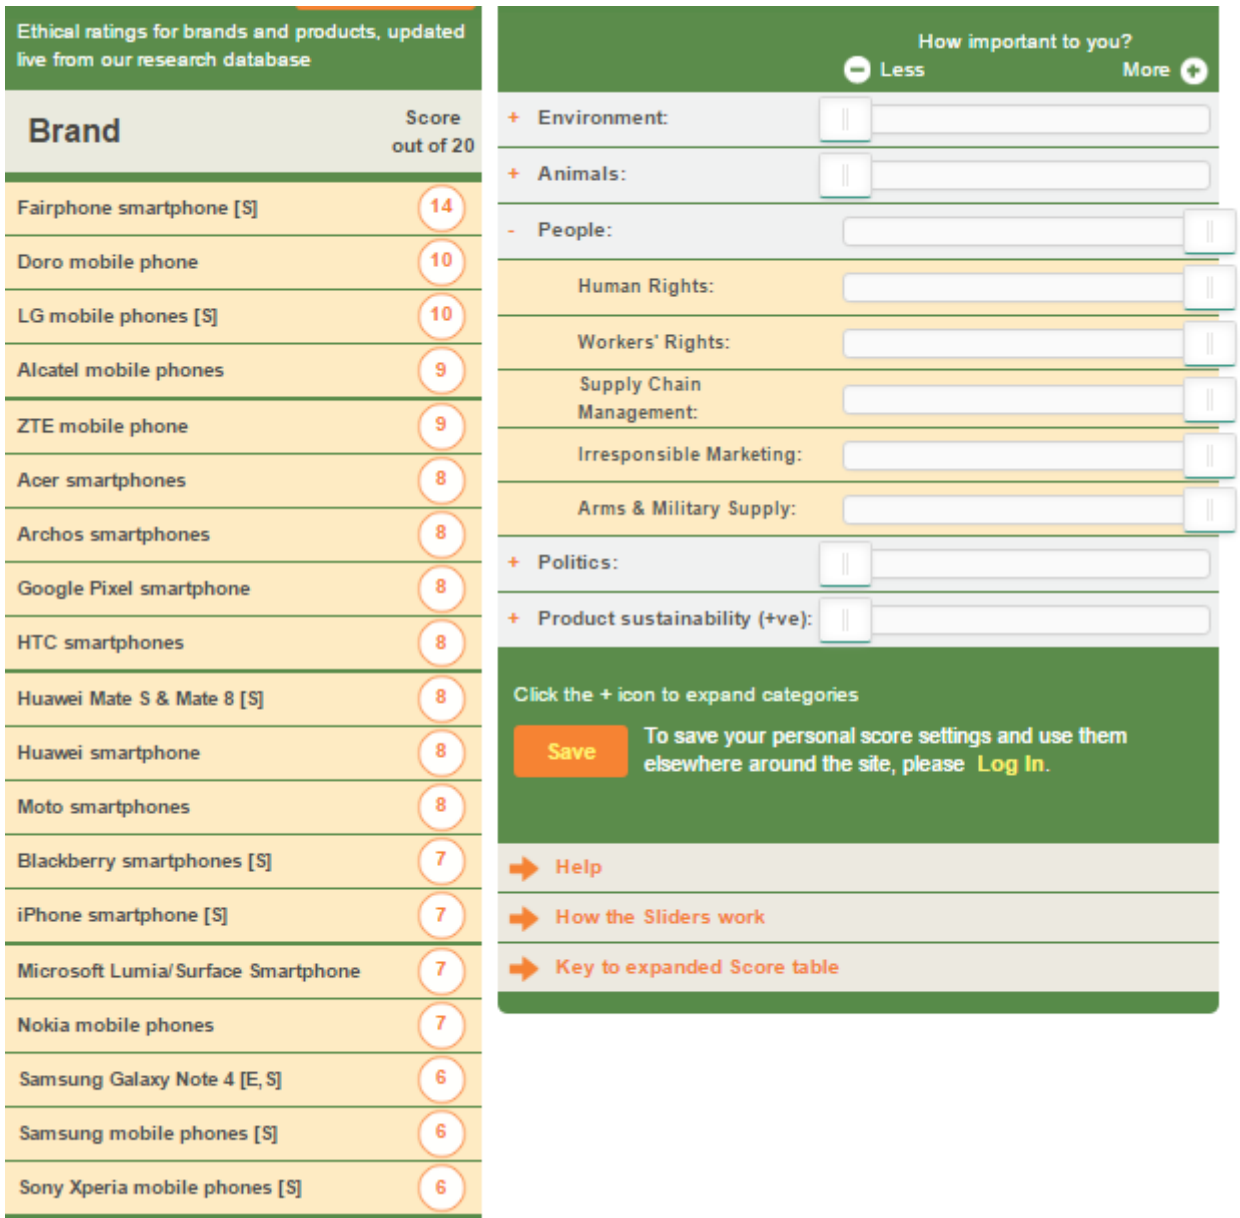 Ethical ratings for brands and products, updated
live from our research database
Brand
Score
out of 20
Fairphone smartphone [S] 14
Doro mobile phone 10
LG mobile phones [S] 10
Alcatel mobile phones 9
ZTE mobile phone 9
Acer smartphones 8
Archos smartphones 8
Google Pixel smartphone 8
HTC smartphones 8
Huawei Mate S & Mate 8 [S] 8
Huawei smartphone 8
Moto smartphones 8
Blackberry smartphones [S] 7
iPhone smartphone [S] 7
Microsoft Lumia/Surface Smartphone 7
Nokia mobile phones 7
Samsung Galaxy Note 4 [E, S] 6
Samsung mobile phones [S] 6
Sony Xperia mobile phones [S] 6
How important to you?
- Less More +
+ Environment:
+ Animals:
- People:
Human Rights:
Workers' Rights:
Supply Chain
Management:
Irresponsible Marketing:
Arms & Military Supply:
+ Politics:
+ Product sustainability (+ve):
Click the + icon to expand categories
Save
To save your personal score settings and use them
elsewhere around the site, please Log In.
Help
How the Sliders work
Key to expanded Score table